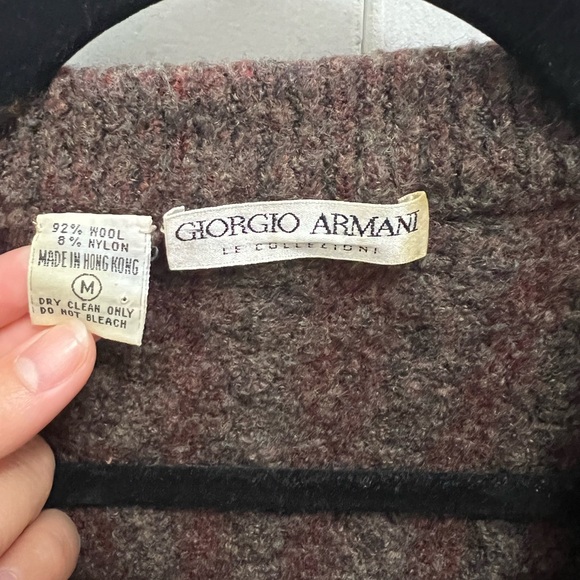 92% WOOL
8% NYLON
MADE IN HONG KONG
M
DRY CLEAN ONLY
DO NOT BLEACH
GIORGIO ARMANI
LE COLLEZIONI